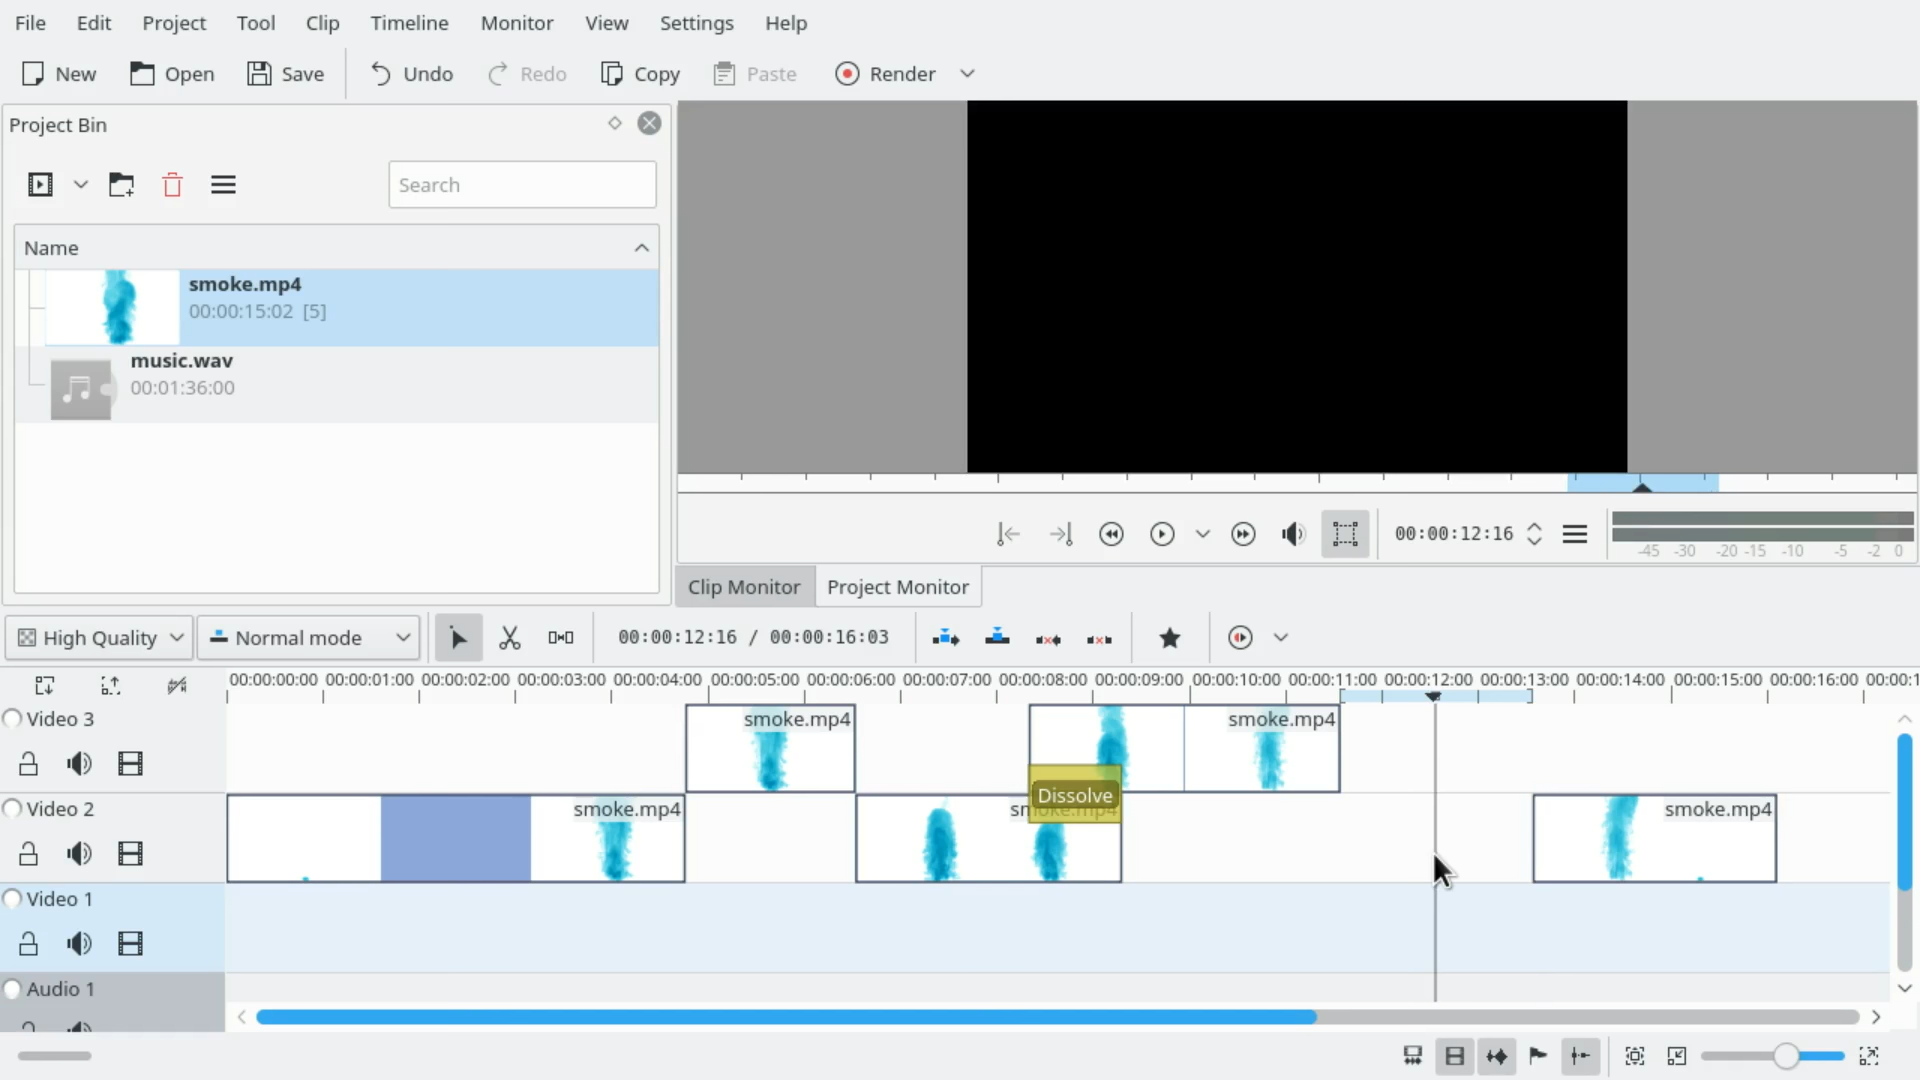 File Edit Project Tool Clip Timeline Monitor View Settings Help
New Open Save Undo Redo Copy Paste Render
Project Bin
Search
Name
smoke.mp4
00:00:15:02 [5]
music.wav
00:01:36:00
00:00:12:16
-45 -30 -20 -15 -10 -5 -2 0
Clip Monitor Project Monitor
High Quality Normal mode 00:00:12:16 / 00:00:16:03
00:00:00:00 00:00:01:00 00:00:02:00 00:00:03:00 00:00:04:00 00:00:05:00 00:00:06:00 00:00:07:00 00:00:08:00 00:00:09:00 00:00:10:00 00:00:11:00 00:00:12:00 00:00:13:00 00:00:14:00 00:00:15:00 00:00:16:00 00:00:1
Video 3 smoke.mp4 smoke.mp4
Dissolve
Video 2 smoke.mp4 smoke.mp4 smoke.mp4
Video 1
Audio 1